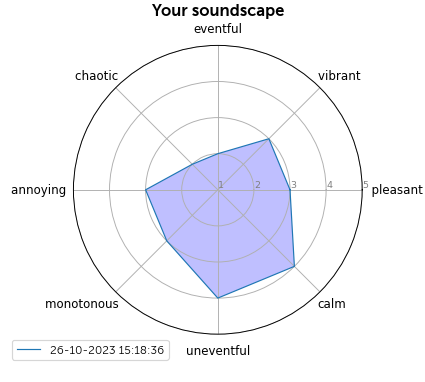 Your soundscape
eventful
chaotic
vibrant
annoying
1 2 3 4 5
pleasant
monotonous
calm
uneventful
26-10-2023 15:18:36